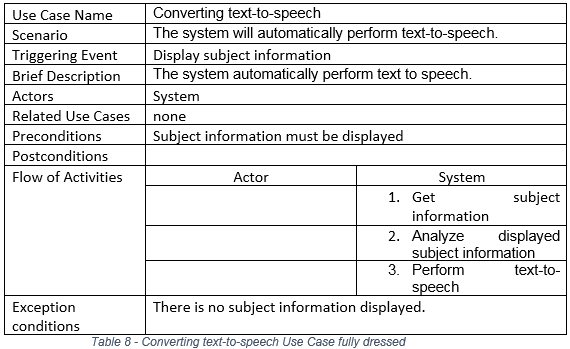 Use Case Name Converting text-to-speech
Scenario The system will automatically perform text-to-speech.
Triggering Event Display subject information
Brief Description The system automatically perform text to speech.
Actors System
Related Use Cases none
Preconditions Subject information must be displayed
Postconditions
Flow of Activities Actor System
1. Get subject
information
2. Analyze displayed
subject information
3. Perform text-to-
speech
Exception There is no subject information displayed.
conditions
Table 8 - Converting text-to-speech Use Case fully dressed